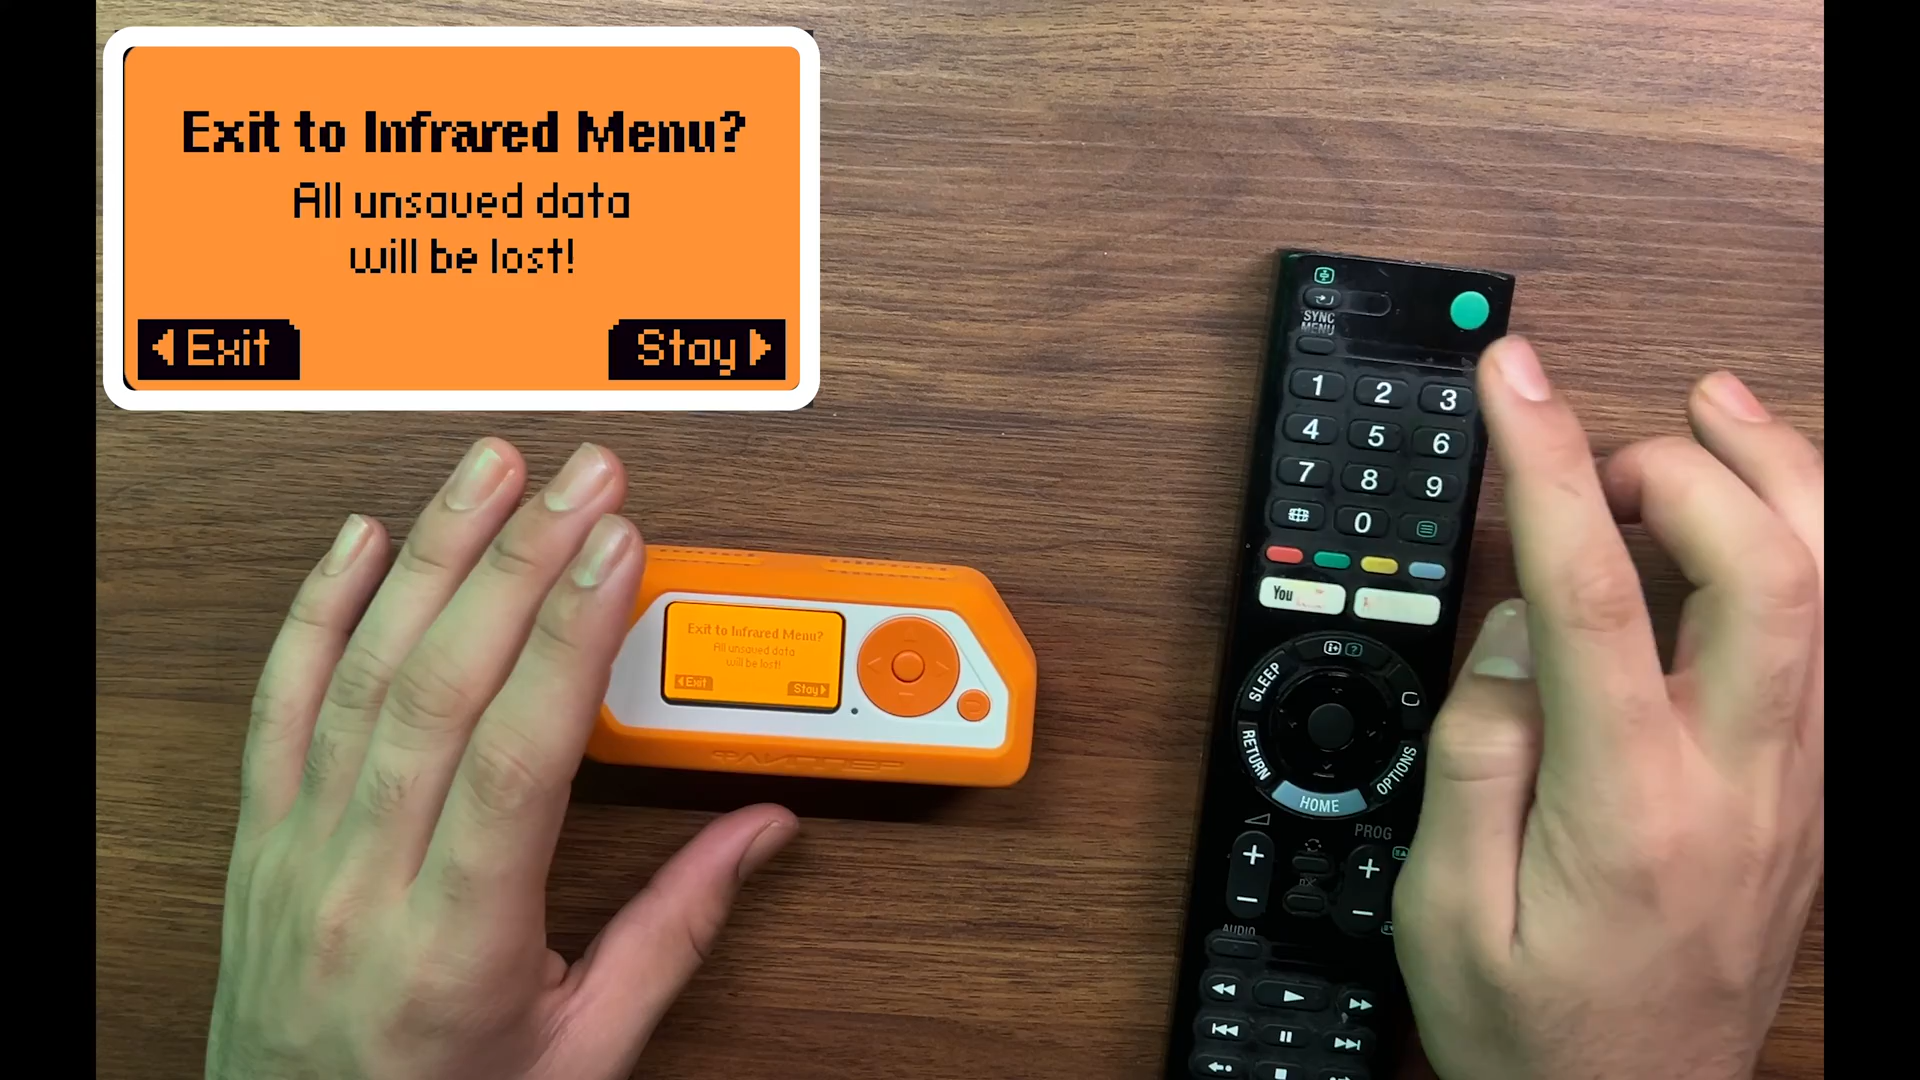 Exit to Infrared Menu?
All unsaved data
will be lost!
Exit
Stay
SYNC
MENU
1 2 3
4 5 6
7 8 9
0
You
SLEEP
RETURN
OPTIONS
HOME
PROG
+ +
- -
AUDIO
Exit to Infrared Menu?
All unsaved data
will be lost!
Exit
Stay